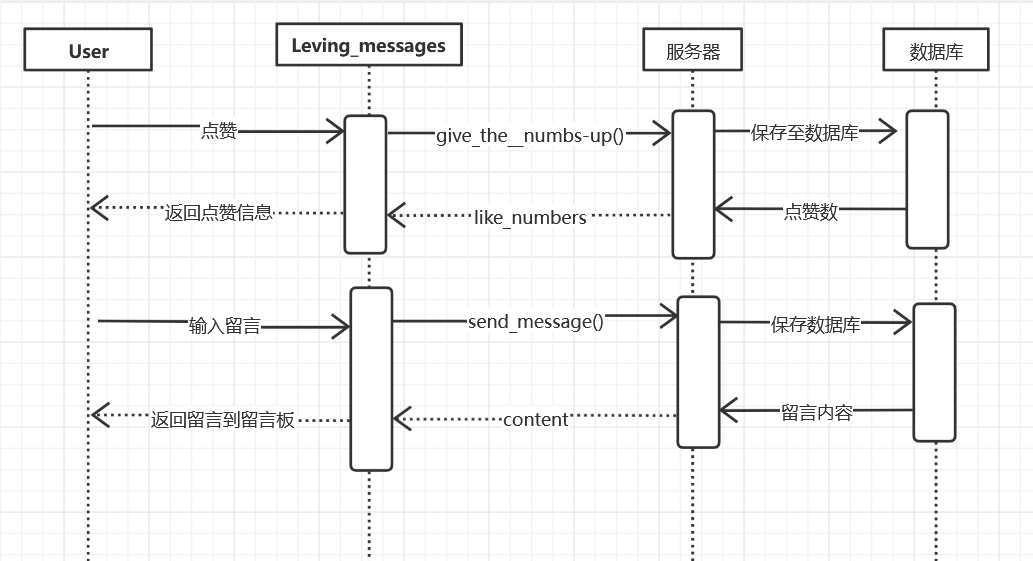 User
Leving_messages
服务器
数据库
点赞
give_the__numbs-up()
保存至数据库
返回点赞信息
like_numbers
点赞数
输入留言
send_message()
保存数据库
返回留言到留言板
content
留言内容